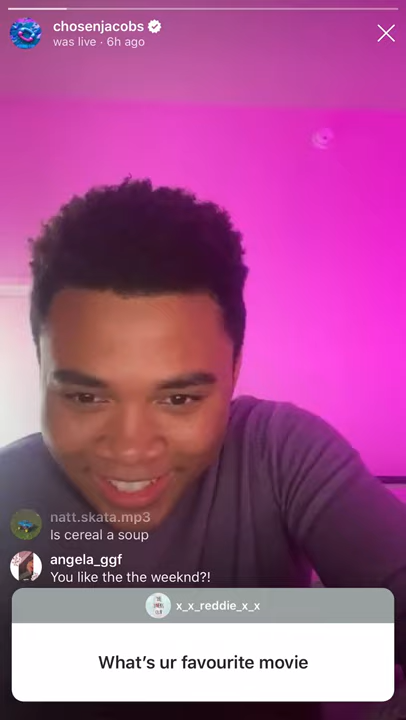 chosenjacobs
was live · 6h ago
natt.skata.mp3
Is cereal a soup
angela_ggf
You like the the weeknd?!
x_x_reddie_x_x
What's ur favourite movie